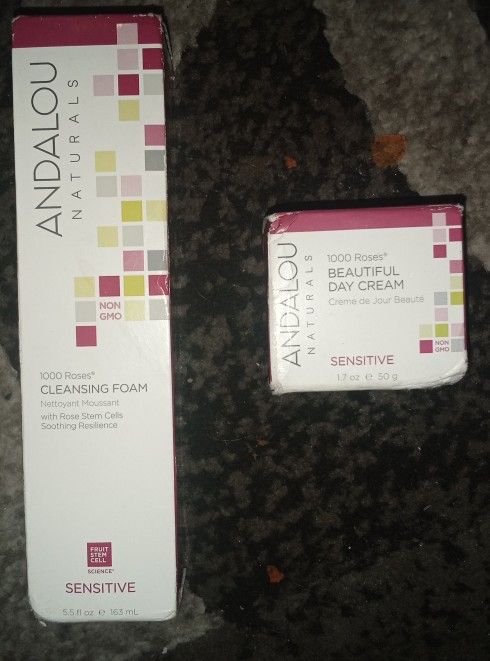 ANDALOU
NATURALS
NON
GMO
1000 Roses®
CLEANSING FOAM
Nettoyant Moussant
with Rose Stem Cells
Soothing Resilience
FRUIT
STEM
CELL
SCIENCE®
SENSITIVE
5.5 fl oz e 163 mL
ANDALOU
NATURALS
1000 Roses®
BEAUTIFUL
DAY CREAM
Crème de Jour Beauté
NON
GMO
SENSITIVE
1.7 oz e 50 g